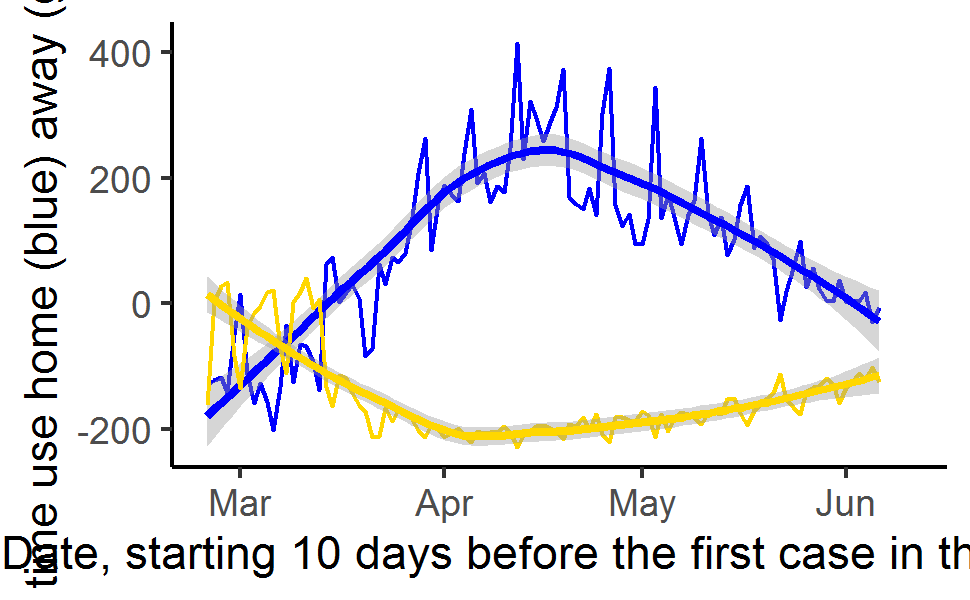 time use home (blue) away (
400
200
0
-200
Mar Apr May Jun
Date, starting 10 days before the first case in th